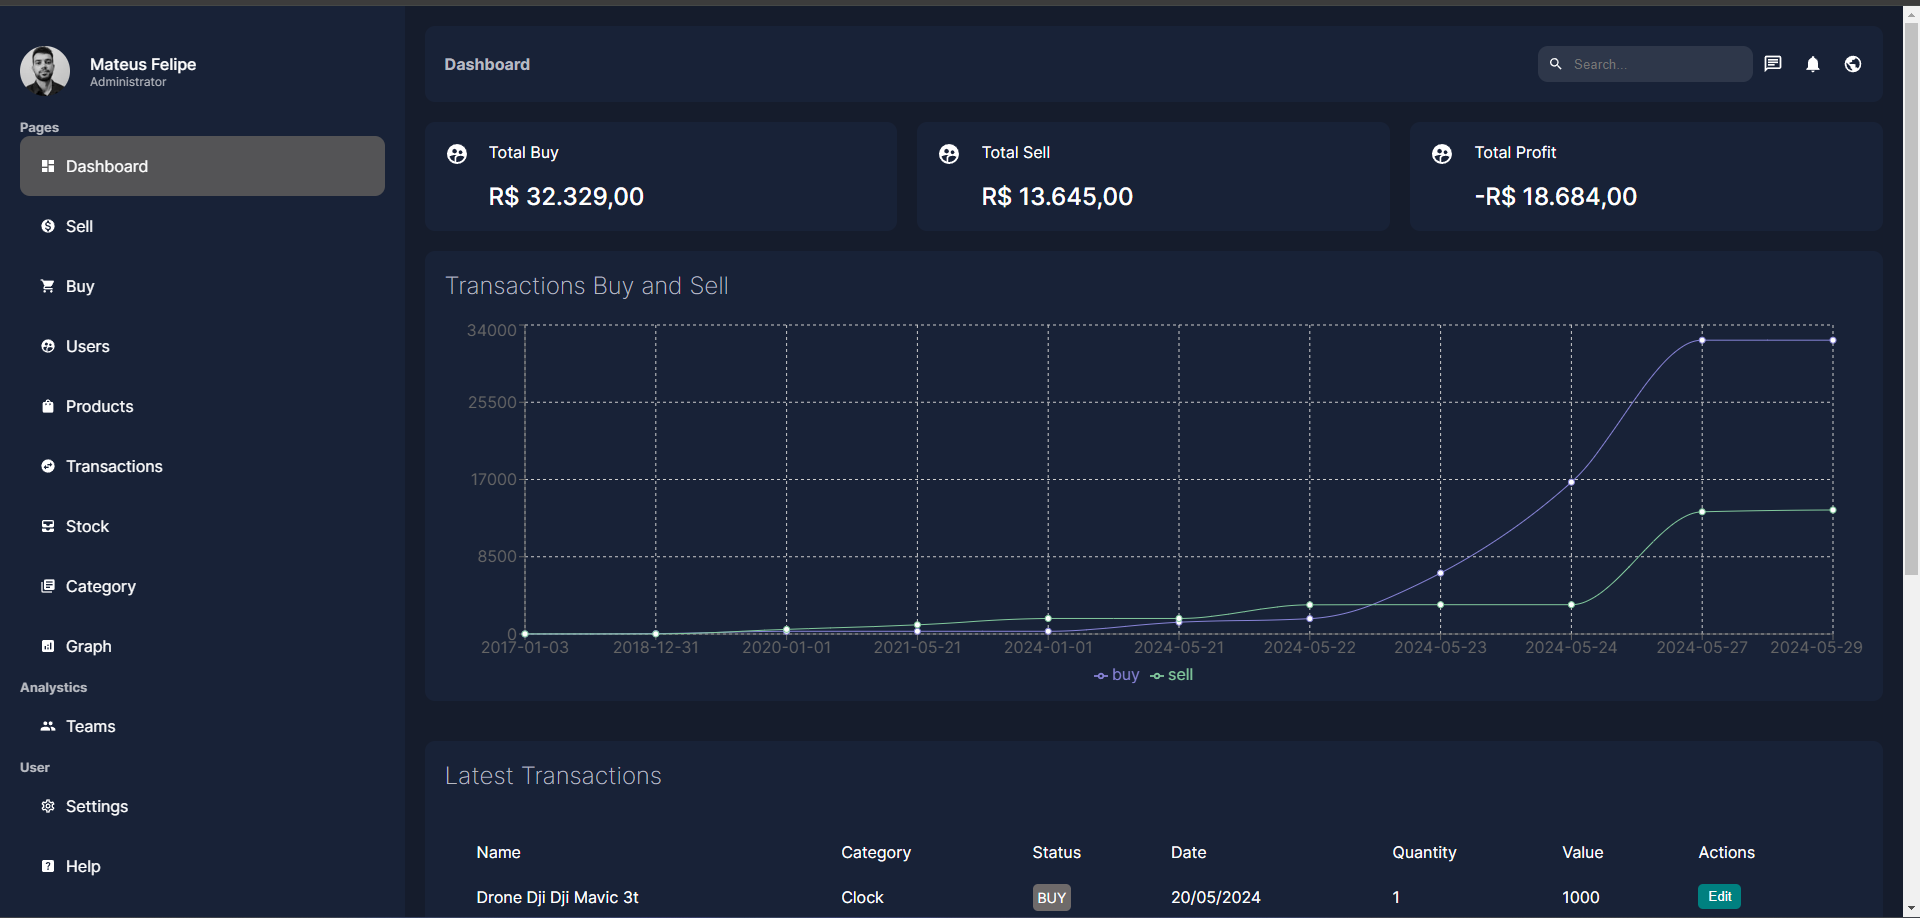 Mateus Felipe
Administrator
Pages
Dashboard
Sell
Buy
Users
Products
Transactions
Stock
Category
Graph
Analystics
Teams
User
Settings
Help
Dashboard
Search...
Total Buy
R$ 32.329,00
Total Sell
R$ 13.645,00
Total Profit
-R$ 18.684,00
Transactions Buy and Sell
34000
25500
17000
8500
0
2017-01-03 2018-12-31 2020-01-01 2021-05-21 2024-01-01 2024-05-21 2024-05-22 2024-05-23 2024-05-24 2024-05-27 2024-05-29
buy sell
Latest Transactions
Name Category Status Date Quantity Value Actions
Drone Dji Dji Mavic 3t Clock BUY 20/05/2024 1 1000 Edit